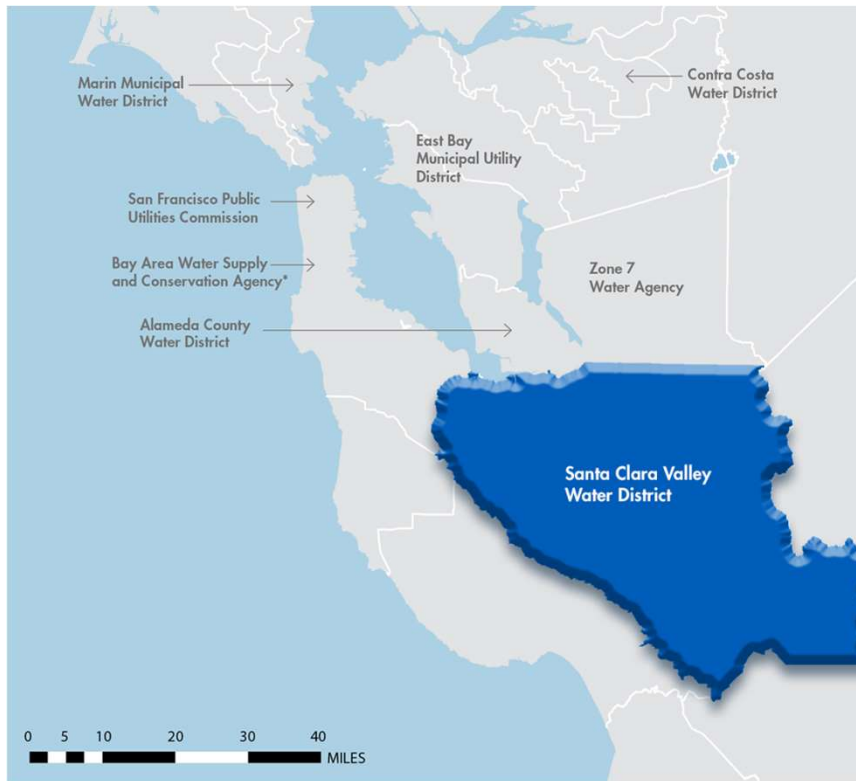 Marin Municipal
Water District
Contra Costa
Water District
East Bay
Municipal Utility
District
San Francisco Public
Utilities Commission
Bay Area Water Supply
and Conservation Agency*
Zone 7
Water Agency
Alameda County
Water District
Santa Clara Valley
Water District
0 5 10 20 30 40
MILES